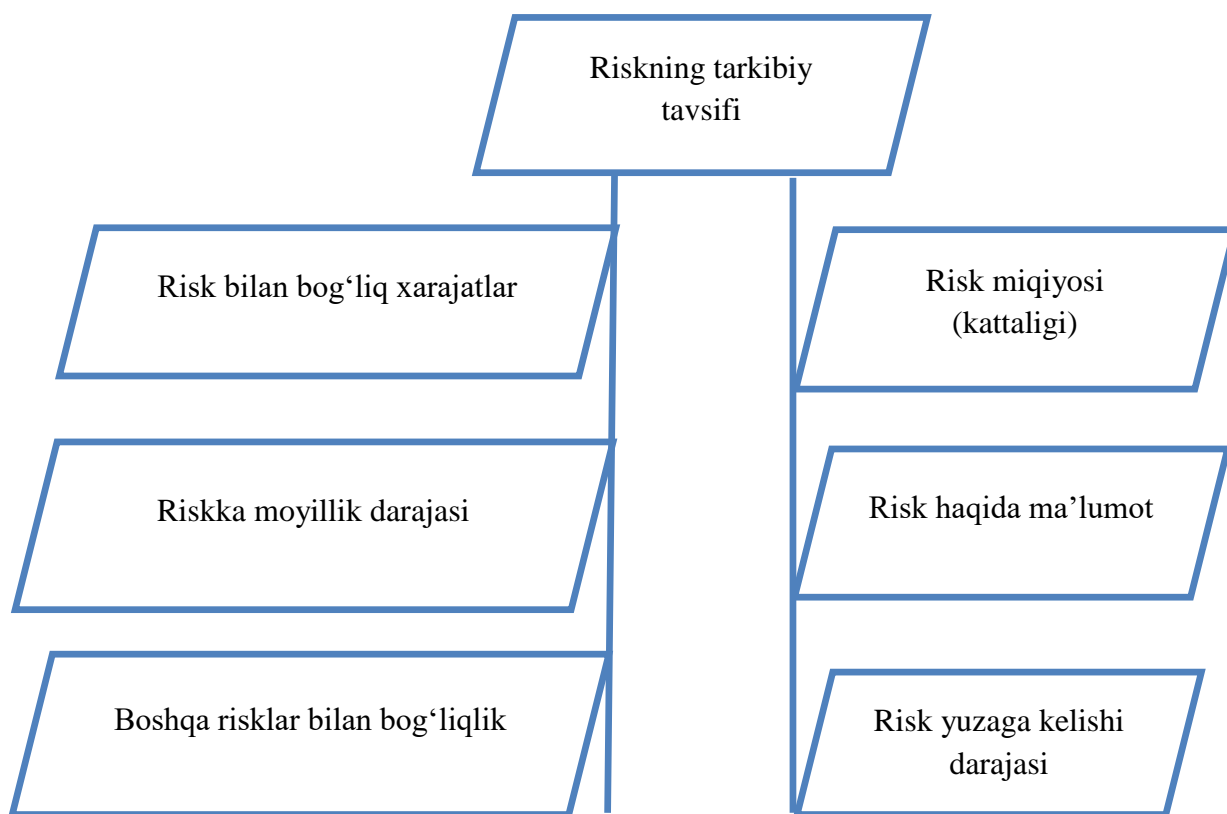 Riskning tarkibiy
tavsifi
Risk bilan bog‘liq xarajatlar
Risk miqiyosi
(kattaligi)
Riskka moyillik darajasi
Risk haqida ma’lumot
Boshqa risklar bilan bog‘liqlik
Risk yuzaga kelishi
darajasi